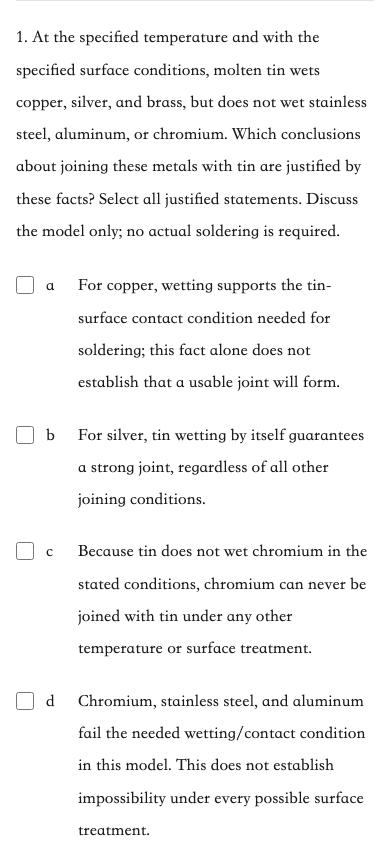 1. At the specified temperature and with the
specified surface conditions, molten tin wets
copper, silver, and brass, but does not wet stainless
steel, aluminum, or chromium. Which conclusions
about joining these metals with tin are justified by
these facts? Select all justified statements. Discuss
the model only; no actual soldering is required.
a For copper, wetting supports the tin-
surface contact condition needed for
soldering; this fact alone does not
establish that a usable joint will form.
b For silver, tin wetting by itself guarantees
a strong joint, regardless of all other
joining conditions.
c Because tin does not wet chromium in the
stated conditions, chromium can never be
joined with tin under any other
temperature or surface treatment.
d Chromium, stainless steel, and aluminum
fail the needed wetting/contact condition
in this model. This does not establish
impossibility under every possible surface
treatment.